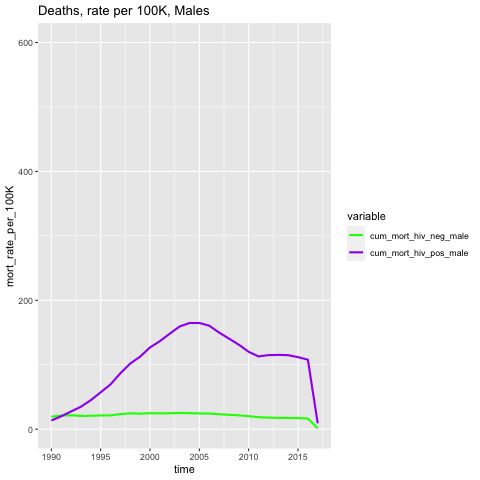 Deaths, rate per 100K, Males
mort_rate_per_100K
600
400
200
0
1990
1995
2000
2005
2010
2015
time
variable
cum_mort_hiv_neg_male
cum_mort_hiv_pos_male